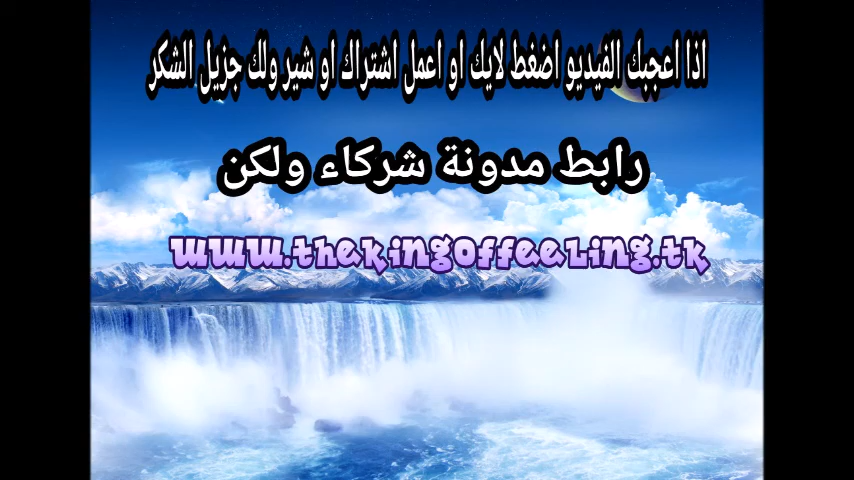 اذا اعجبك الفيديو اضغط لايك او اعمل اشتراك او شير ولك جزيل الشكر
رابط مدونة شركاء ولكن
www.thekingoffeeling.tk